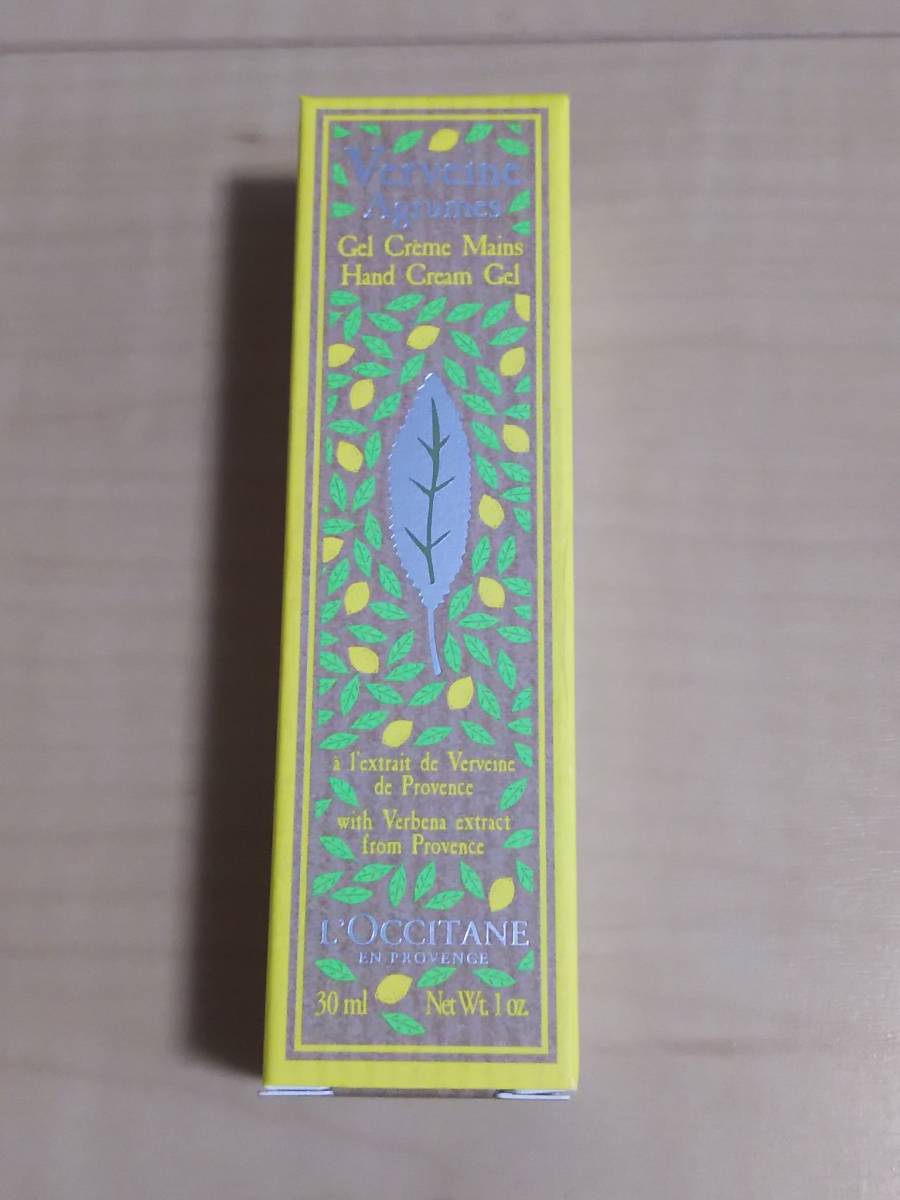 Verveine
Agrumes
Gel Crème Mains
Hand Cream Gel
à l'extrait de Verveine
de Provence
with Verbena extract
from Provence
L'OCCITANE
EN PROVENCE
30 ml Net Wt. 1 oz.